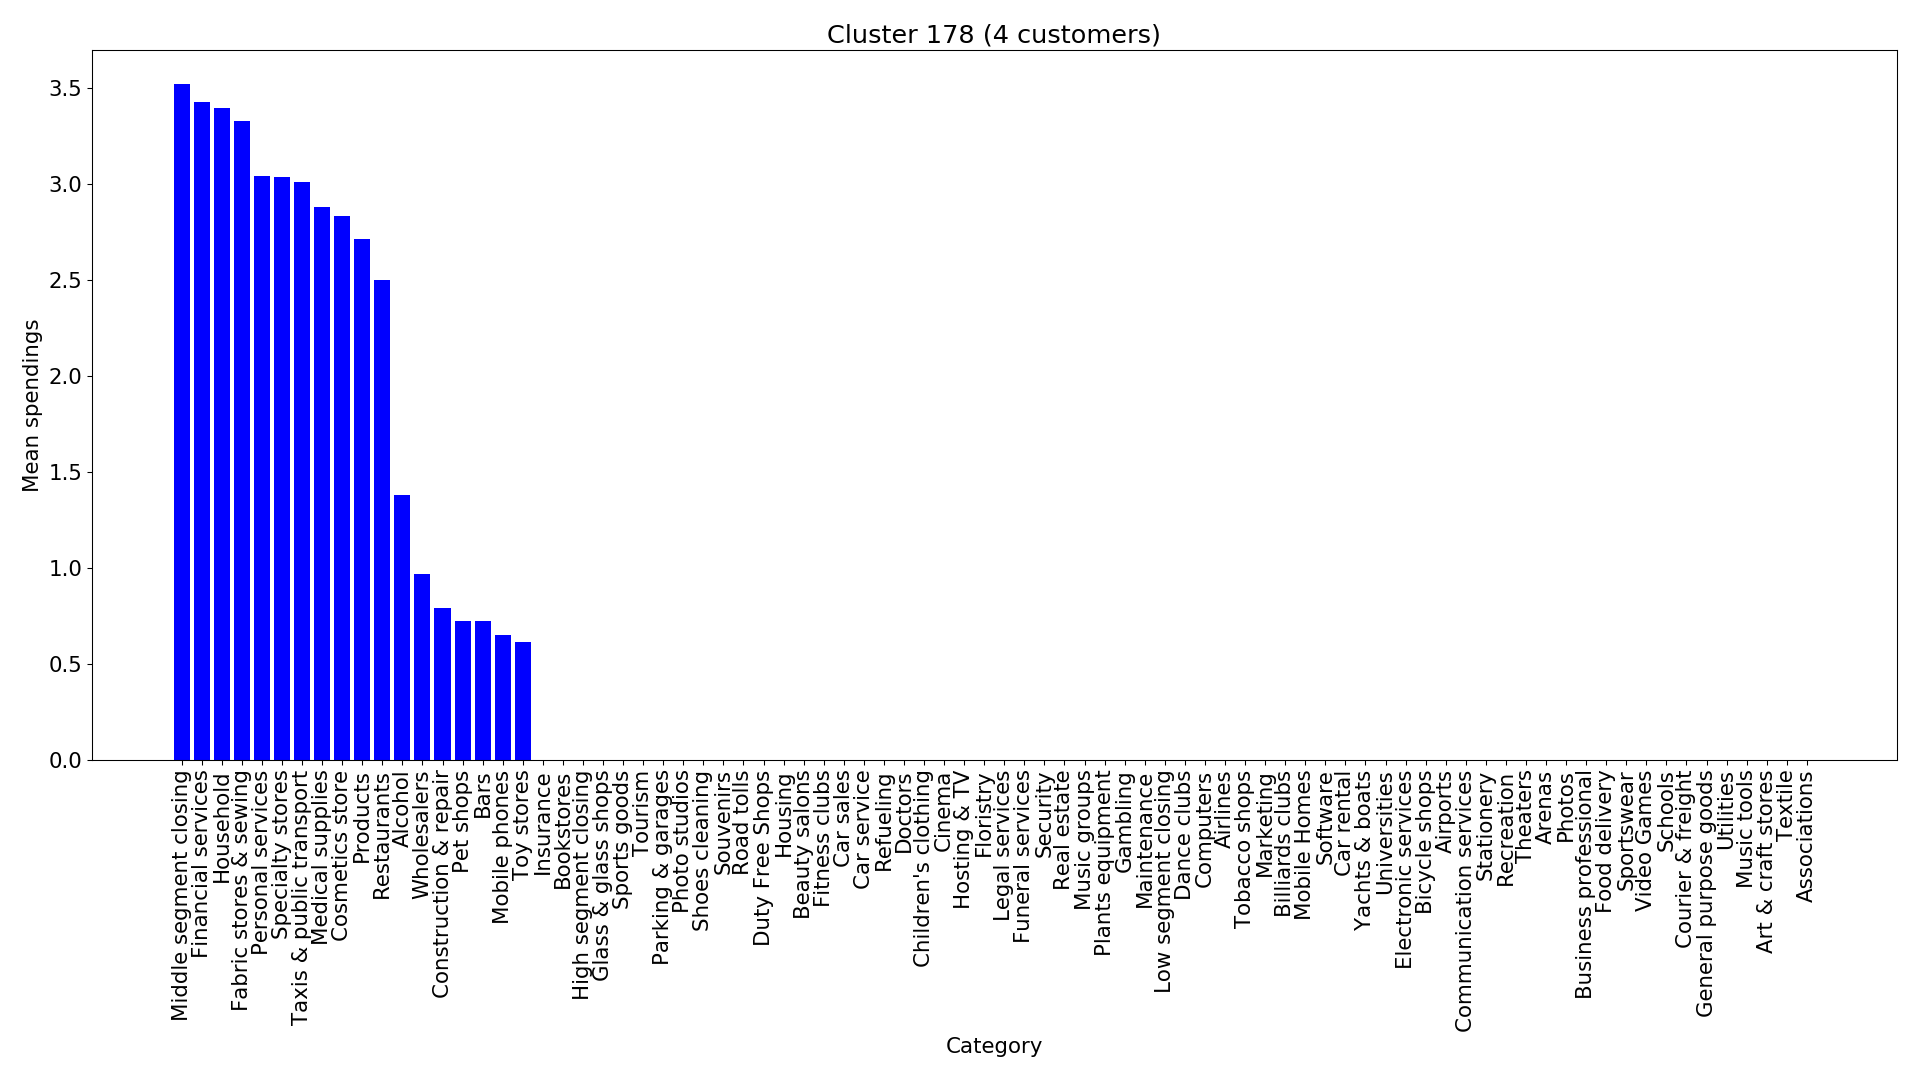 Cluster 178 (4 customers)
Mean spendings
3.5
3.0
2.5
2.0
1.5
1.0
0.5
0.0
Middle segment closing
Financial services
Household
Fabric stores & sewing
Personal services
Specialty stores
Taxis & public transport
Medical supplies
Cosmetics store
Products
Restaurants
Alcohol
Wholesalers
Construction & repair
Pet shops
Bars
Mobile phones
Toy stores
Insurance
Bookstores
High segment closing
Glass & glass shops
Sports goods
Tourism
Parking & garages
Photo studios
Shoes cleaning
Souvenirs
Road tolls
Duty Free Shops
Housing
Beauty salons
Fitness clubs
Car sales
Car service
Refueling
Doctors
Children's clothing
Cinema
Hosting & TV
Floristry
Legal services
Funeral services
Security
Real estate
Music groups
Plants equipment
Gambling
Maintenance
Low segment closing
Dance clubs
Computers
Airlines
Tobacco shops
Marketing
Billiards clubs
Mobile Homes
Software
Car rental
Yachts & boats
Universities
Electronic services
Bicycle shops
Airports
Communication services
Stationery
Recreation
Theaters
Arenas
Photos
Business professional
Food delivery
Sportswear
Video Games
Schools
Courier & freight
General purpose goods
Utilities
Music tools
Art & craft stores
Textile
Associations
Category